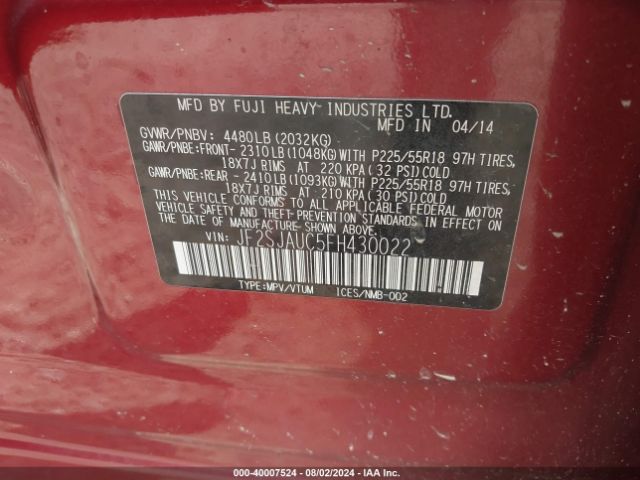 MFD BY FUJI HEAVY INDUSTRIES LTD.
MFD IN 04/14
GVWR/PNBV: 4480LB (2032KG)
GAWR/PNBE:FRONT- 2310LB (1048KG) WITH P225/55R18 97H TIRES,
18X7J RIMS AT 220 KPA (32 PSI) COLD
GAWR/PNBE:REAR - 2410LB (1093KG) WITH P225/55R18 97H TIRES,
18X7J RIMS AT 210 KPA (30 PSI) COLD
THIS VEHICLE CONFORMS TO ALL APPLICABLE FEDERAL MOTOR
VEHICLE SAFETY AND THEFT PREVENTION STANDARDS IN EFFECT ON
THE DATE OF MANUFACTURE SHOWN ABOVE.
VIN: JF2SJAUC5FH430022
TYPE:MPV/VTUM ICES/NMB-002
000-40007524 • 08/02/2024 • IAA Inc.